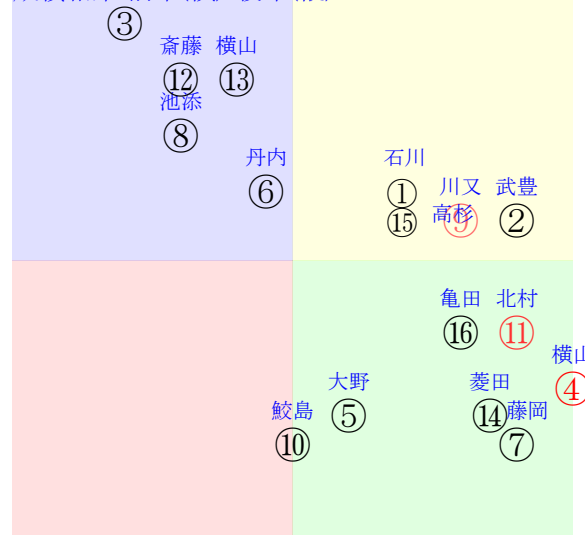 ③
斎藤 横山
⑫ ⑬
池添
⑧
丹内 石川
⑥ ① 川又 武豊
⑮ 高杉 ⑨ ②
亀田 北村
⑯ ⑪
横山
大野 菱田 ④
鮫島 ⑤ ⑭ 藤岡
⑩ ⑦